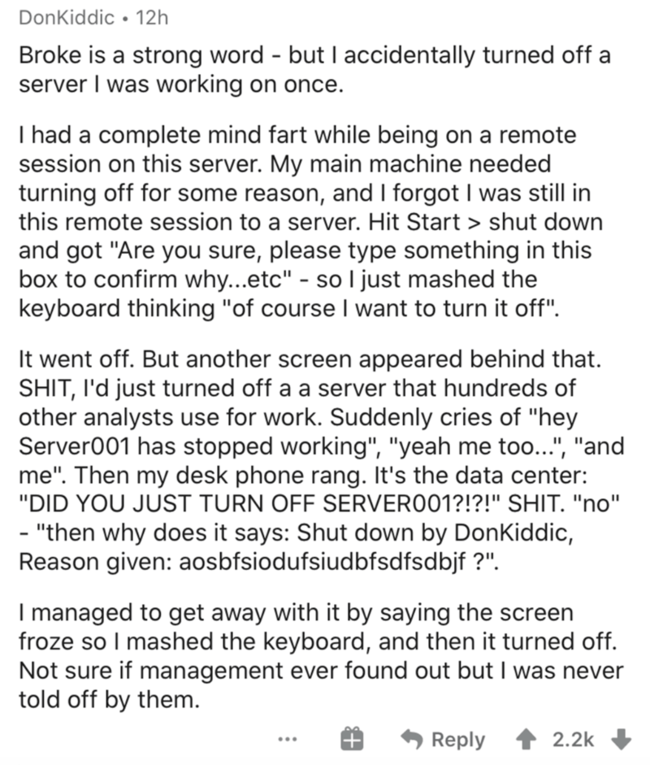 DonKiddic • 12h
Broke is a strong word - but I accidentally turned off a
server I was working on once.
I had a complete mind fart while being on a remote
session on this server. My main machine needed
turning off for some reason, and I forgot I was still in
this remote session to a server. Hit Start > shut down
and got "Are you sure, please type something in this
box to confirm why...etc" - so I just mashed the
keyboard thinking "of course I want to turn it off".
It went off. But another screen appeared behind that.
SHIT, I'd just turned off a a server that hundreds of
other analysts use for work. Suddenly cries of "hey
Server001 has stopped working", "yeah me too...", "and
me". Then my desk phone rang. It's the data center:
"DID YOU JUST TURN OFF SERVER001?!?!" SHIT. "no"
- "then why does it says: Shut down by DonKiddic,
Reason given: aosbfsiodufsiudbfsdfsdbjf ?".
I managed to get away with it by saying the screen
froze so I mashed the keyboard, and then it turned off.
Not sure if management ever found out but I was never
told off by them.
... Reply 2.2k